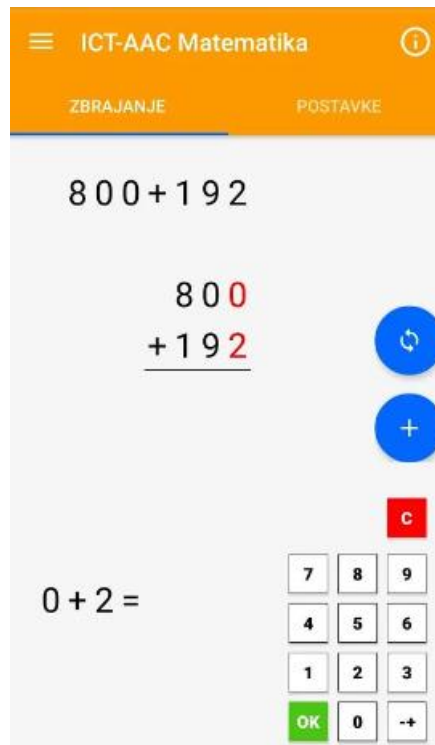 ICT-AAC Matematika
ZBRAJANJE POSTAVKE
800+192
800
+192
C
7 8 9
0+2=
4 5 6
1 2 3
OK 0 -+